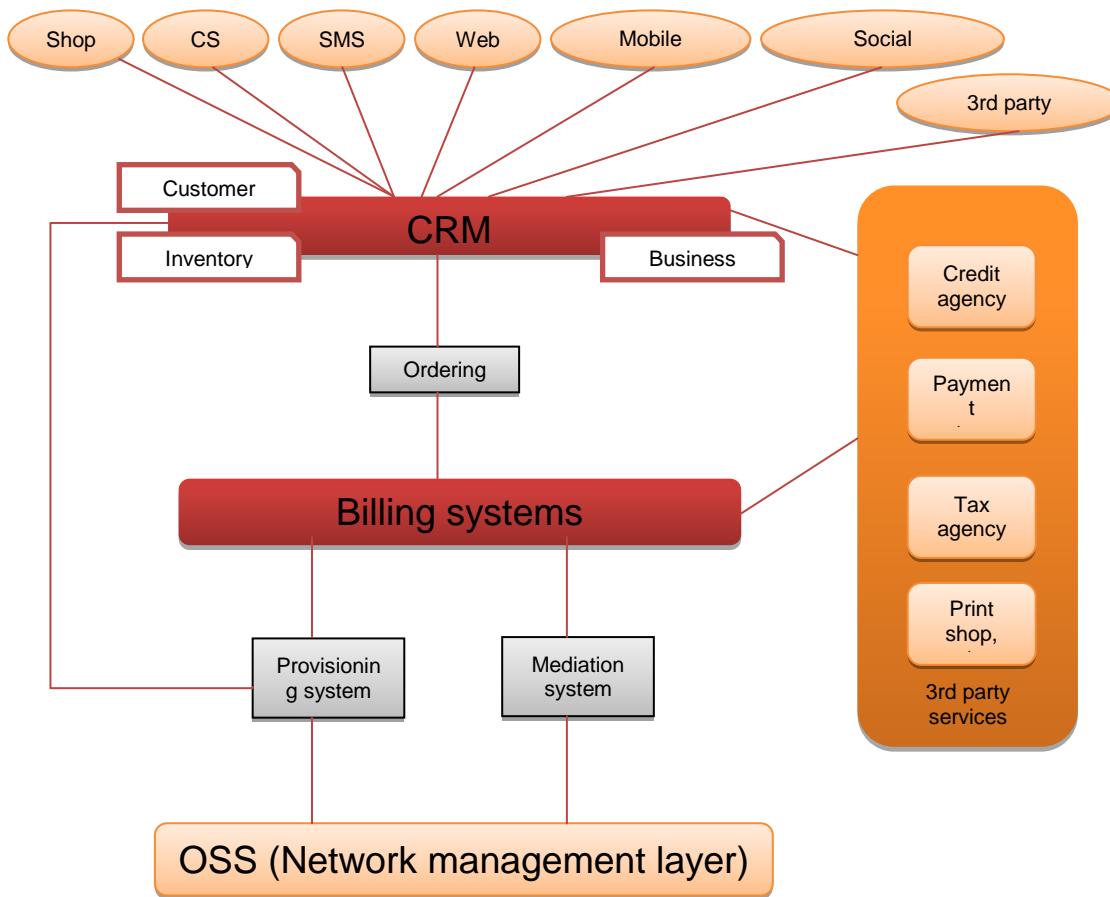 Shop
CS
SMS
Web
Mobile
Social
3rd party
Customer
CRM
Inventory
Business
Credit
agency
Ordering
Paymen
t
Billing systems
Tax
agency
Print
shop,
Provisionin
g system
Mediation
system
3rd party
services
OSS (Network management layer)